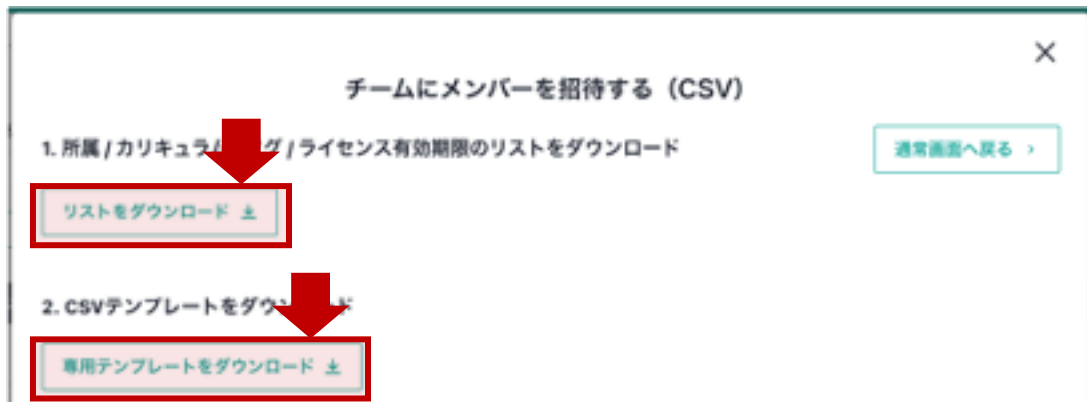 チームにメンバーを招待する（CSV）
1. 所属 / カリキュラ グ / ライセンス有効期限のリストをダウンロード
通常画面へ戻る ›
リストをダウンロード
2. CSVテンプレートをダウ ード
専用テンプレートをダウンロード